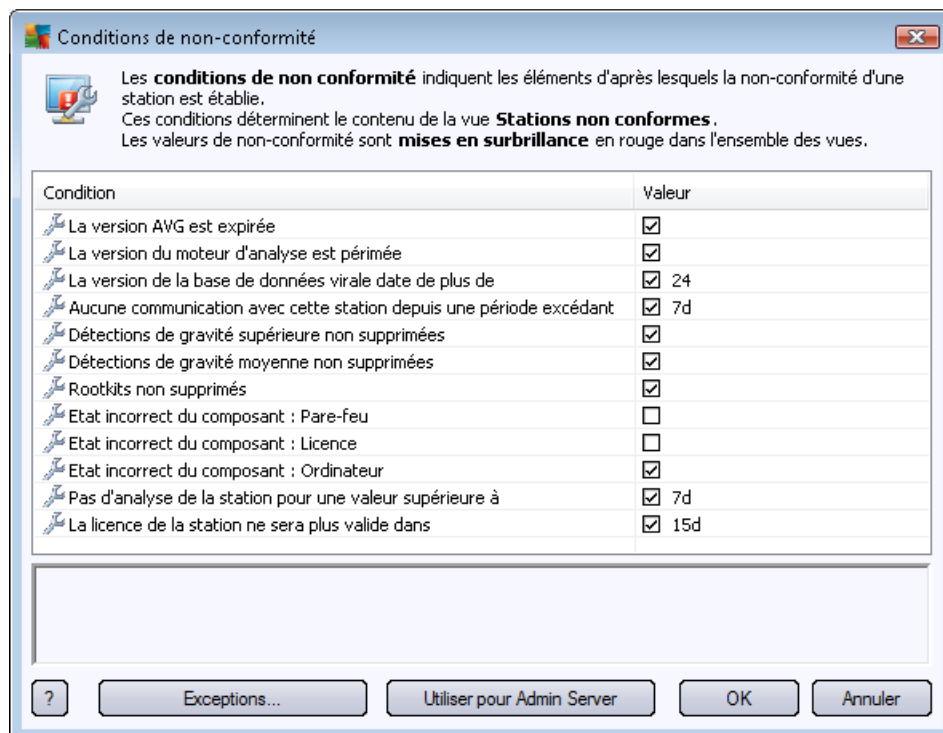 Conditions de non-conformité
Les conditions de non conformité indiquent les éléments d'après lesquels la non-conformité d'une
station est établie.
Ces conditions déterminent le contenu de la vue Stations non conformes.
Les valeurs de non-conformité sont mises en surbrillance en rouge dans l'ensemble des vues.
Condition Valeur
La version AVG est expirée
La version du moteur d'analyse est périmée
La version de la base de données virale date de plus de 24
Aucune communication avec cette station depuis une période excédant 7d
Détections de gravité supérieure non supprimées
Détections de gravité moyenne non supprimées
Rootkits non supprimés
Etat incorrect du composant : Pare-feu
Etat incorrect du composant : Licence
Etat incorrect du composant : Ordinateur
Pas d'analyse de la station pour une valeur supérieure à 7d
La licence de la station ne sera plus valide dans 15d
? Exceptions... Utiliser pour Admin Server OK Annuler